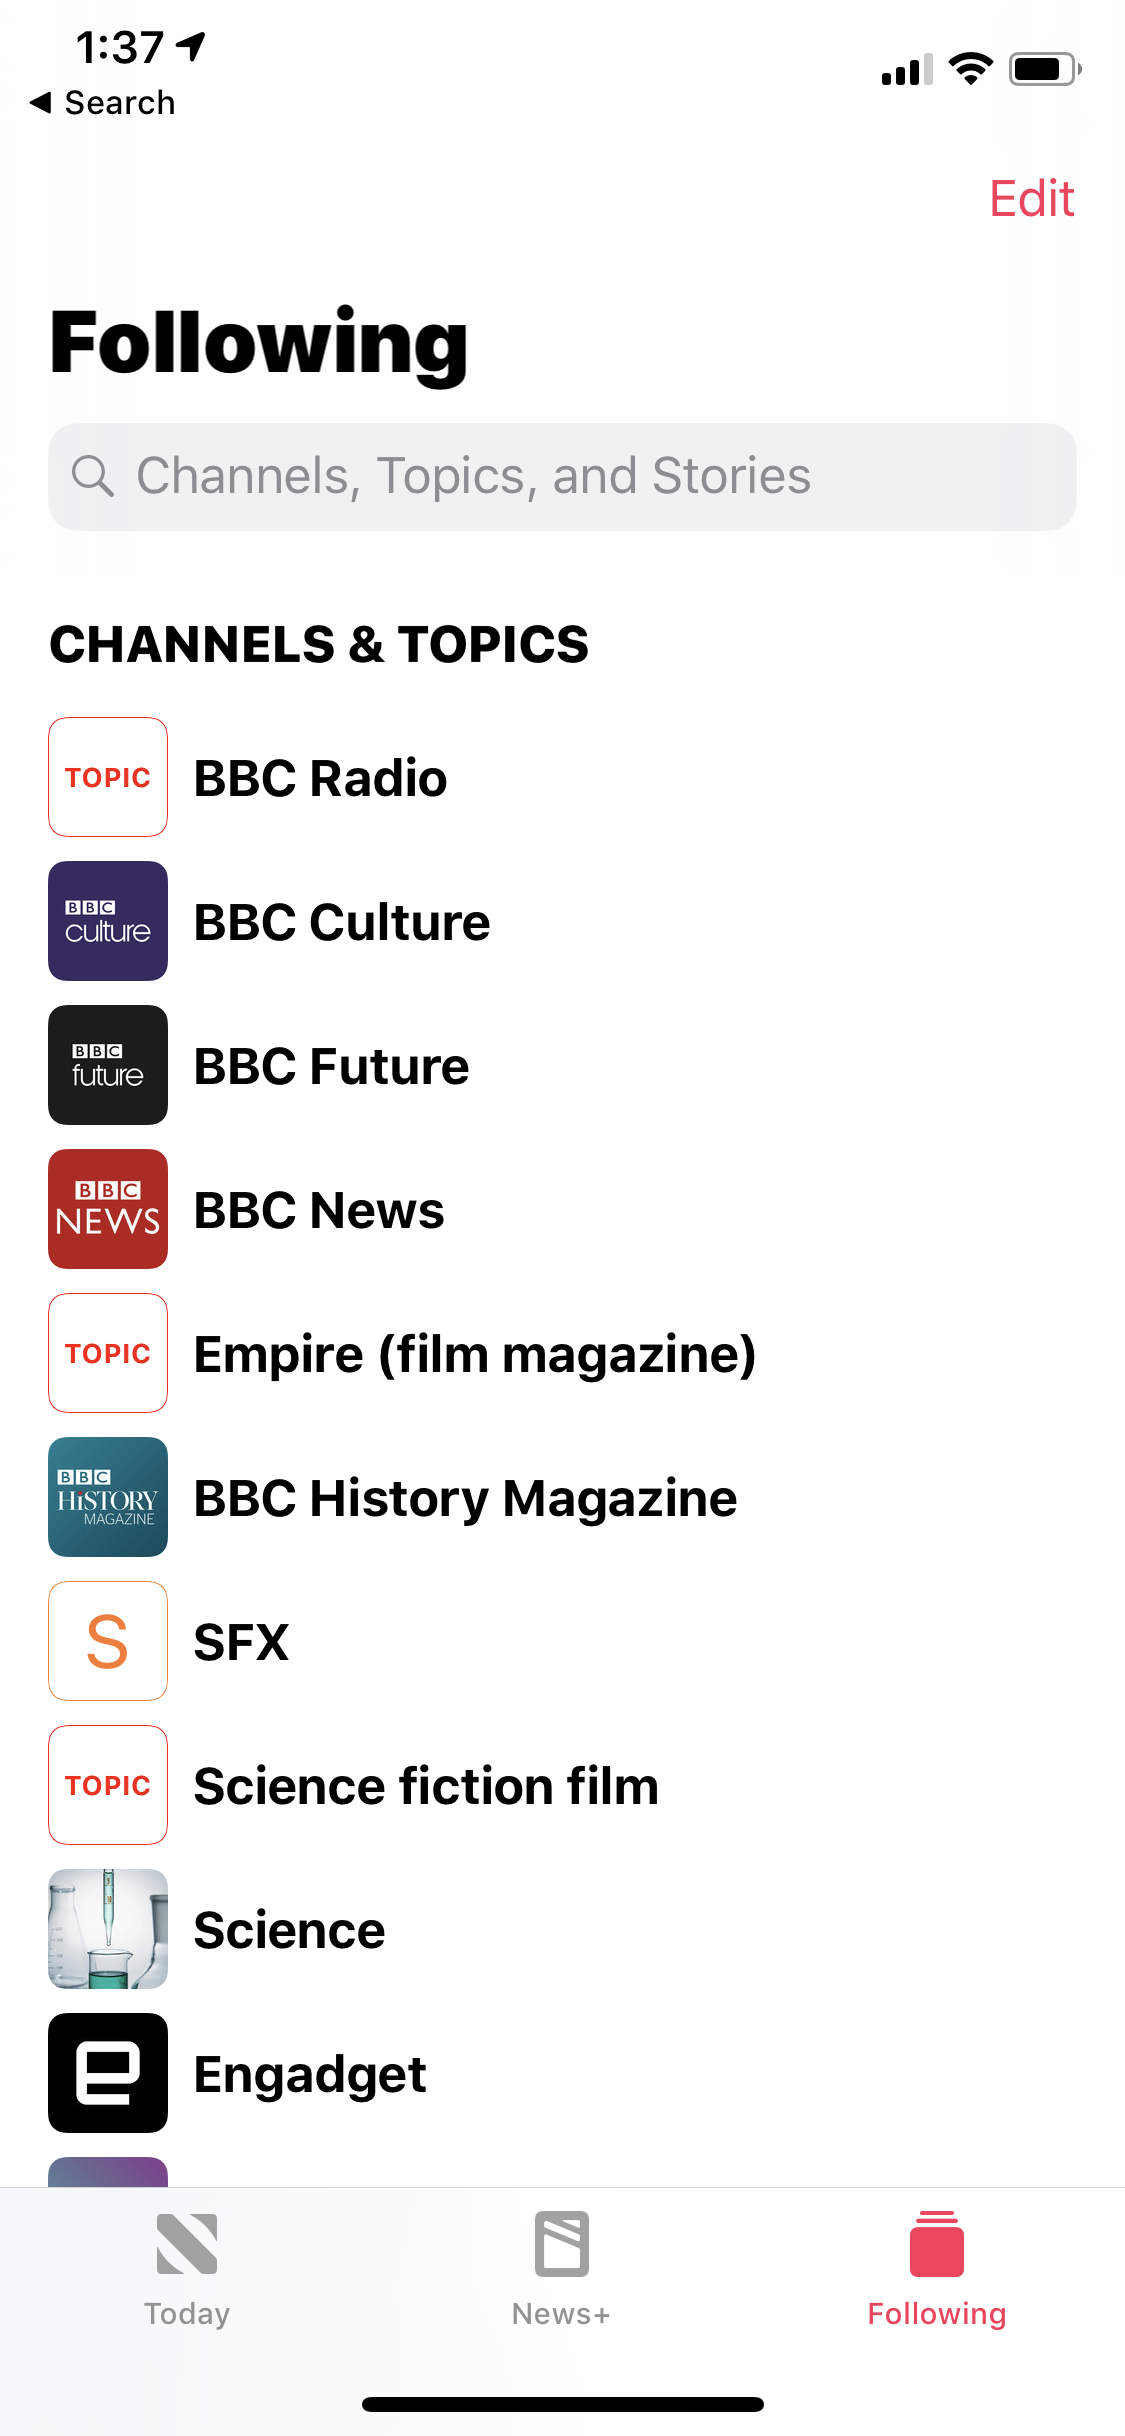 1:37
◀ Search
Edit
Following
Channels, Topics, and Stories
CHANNELS & TOPICS
TOPIC
BBC Radio
BBC
culture
BBC Culture
BBC
future
BBC Future
BBC
NEWS
BBC News
TOPIC
Empire (film magazine)
BBC
HiSTORY
MAGAZINE
BBC History Magazine
S
SFX
TOPIC
Science fiction film
Science
e
Engadget
Today
News+
Following